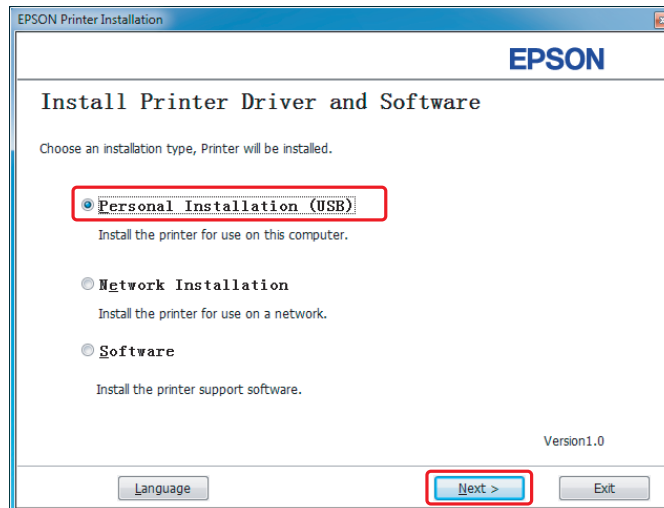 EPSON Printer Installation
EPSON
Install Printer Driver and Software
Choose an installation type, Printer will be installed.
Personal Installation (USB)
Install the printer for use on this computer.
Network Installation
Install the printer for use on a network.
Software
Install the printer support software.
Version1.0
Language Next > Exit